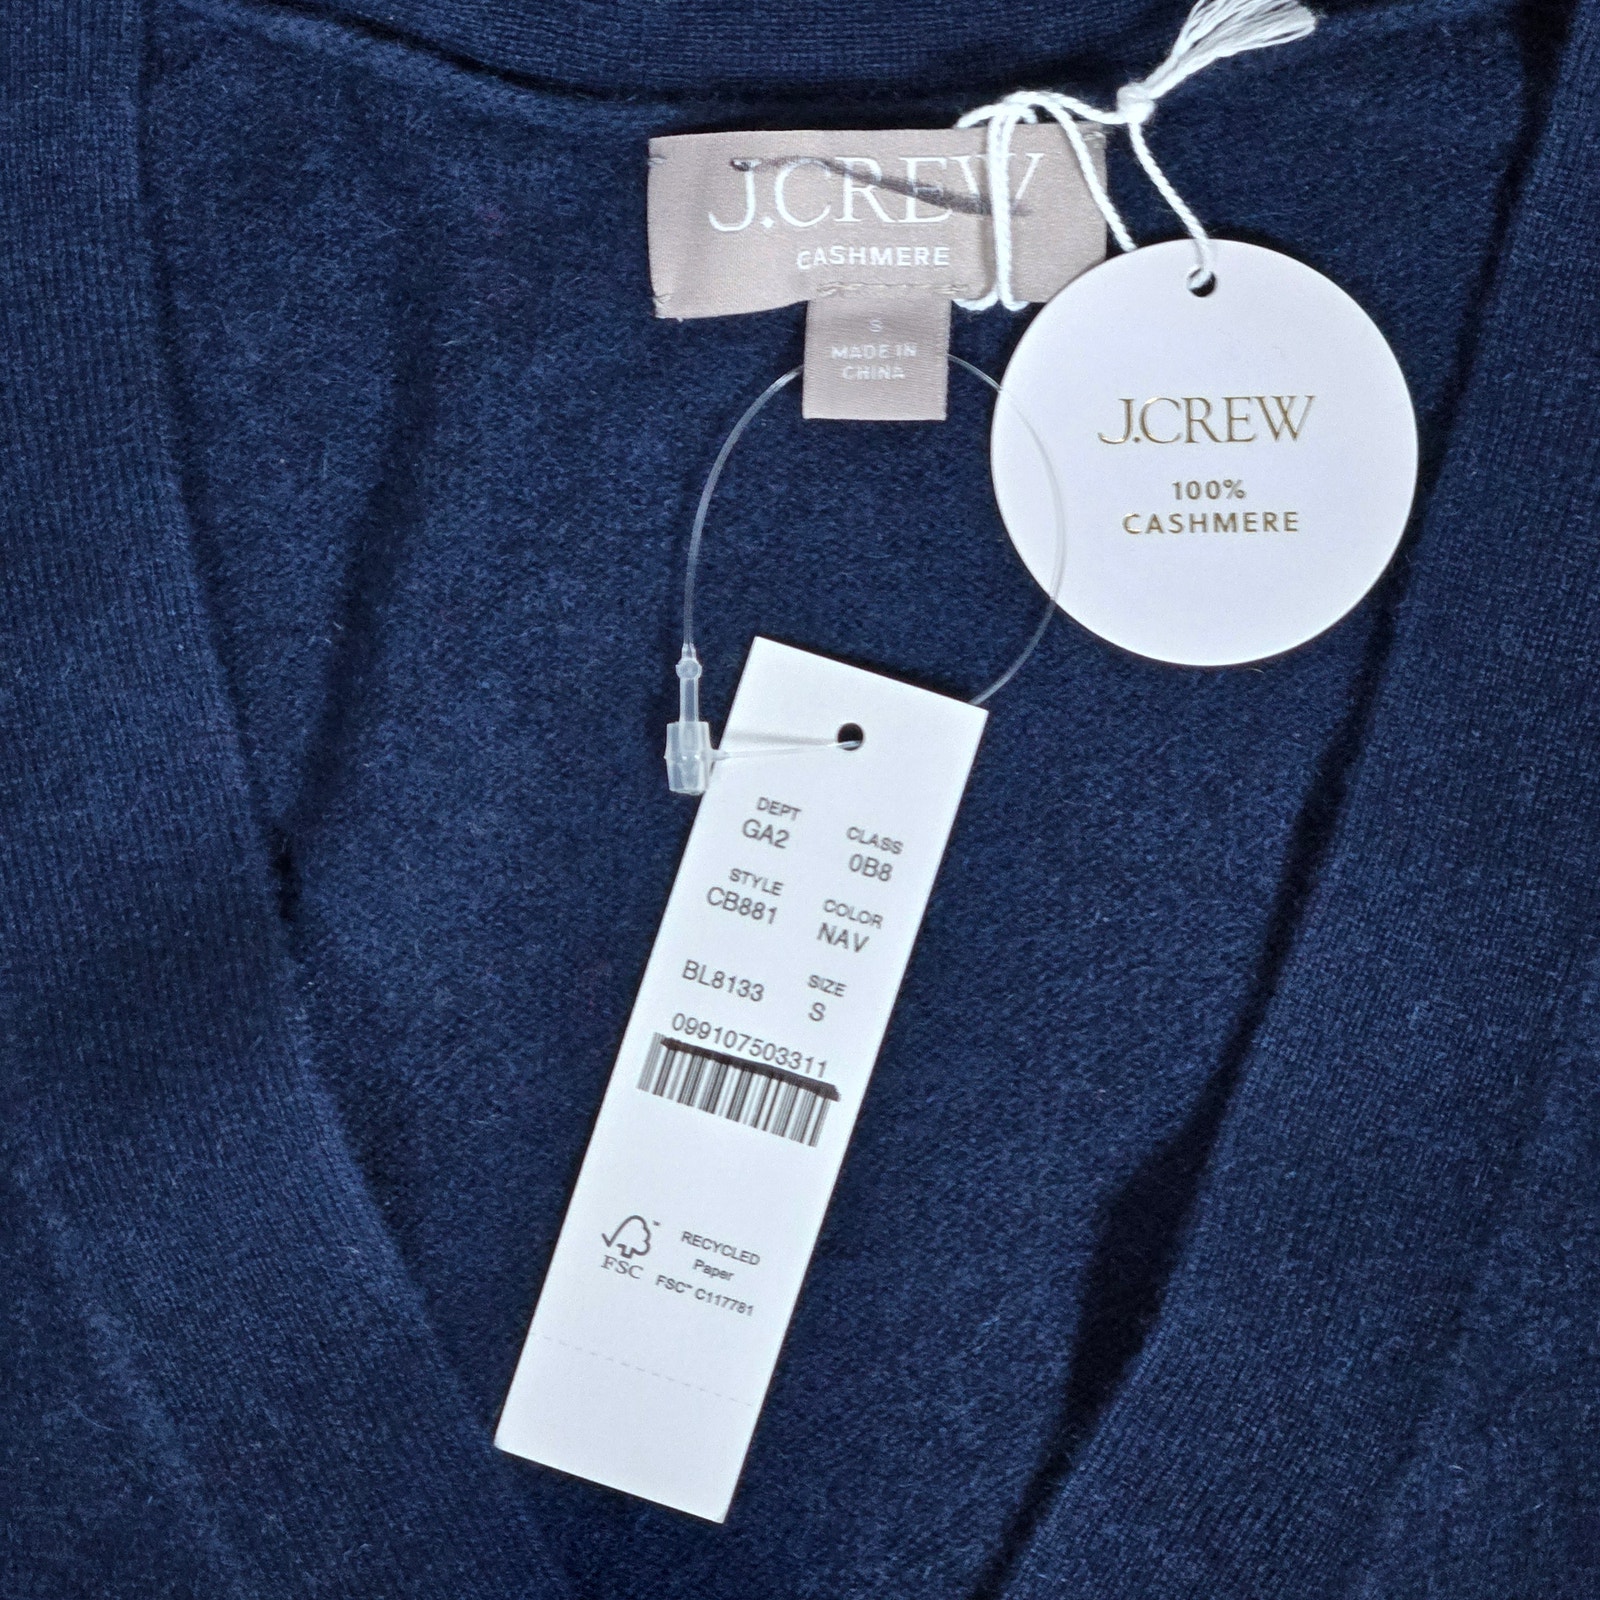 J.CREW
CASHMERE
S
MADE IN
CHINA
J.CREW
100%
CASHMERE
DEPT CLASS
GA2 0B8
STYLE COLOR
CB881 NAV
BL8133 SIZE
S
099107503311
FSC
RECYCLED
Paper
FSC™ C117781